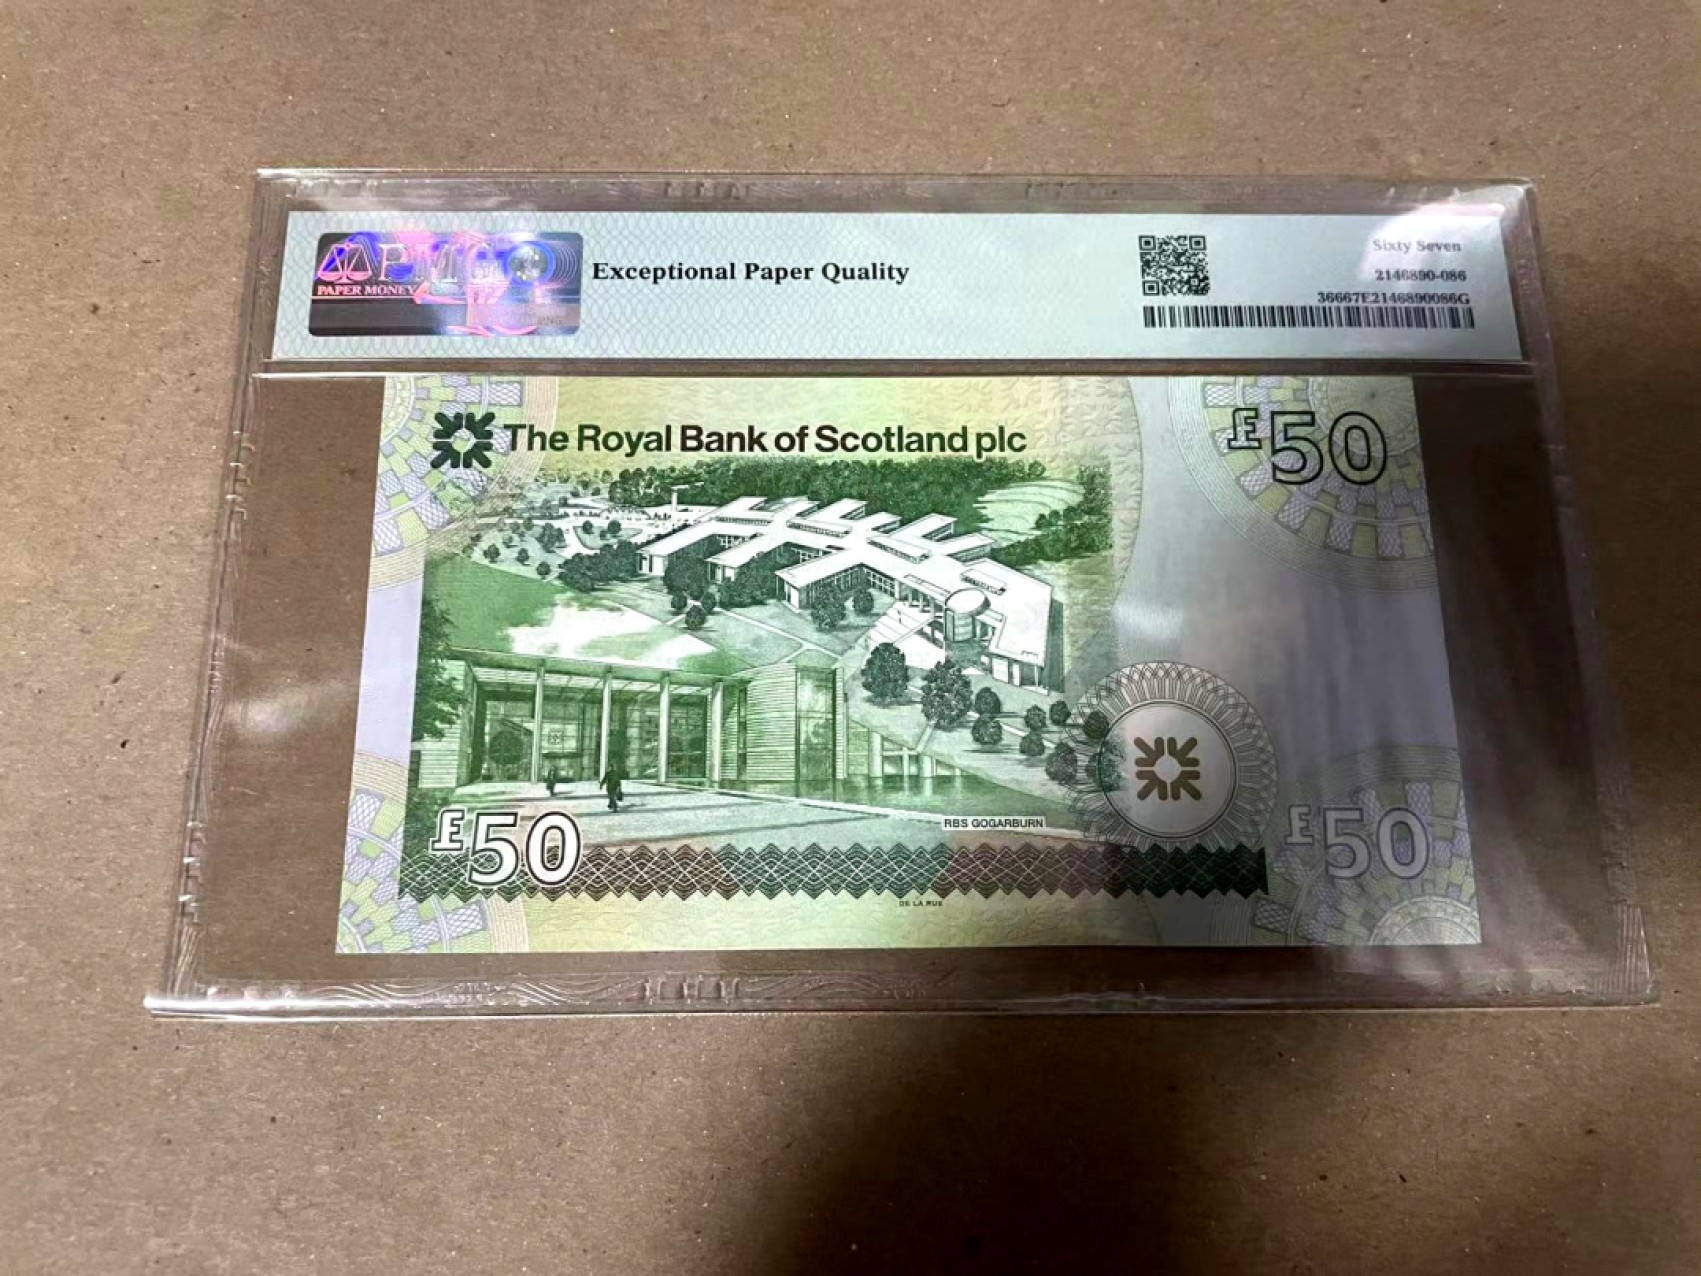 PMG
PAPER MONEY
Exceptional Paper Quality
Sixty Seven
2146890-086
36667E2146890086G
The Royal Bank of Scotland plc
£50
RBS GOGARBURN
£50
£50
DE LA RUE